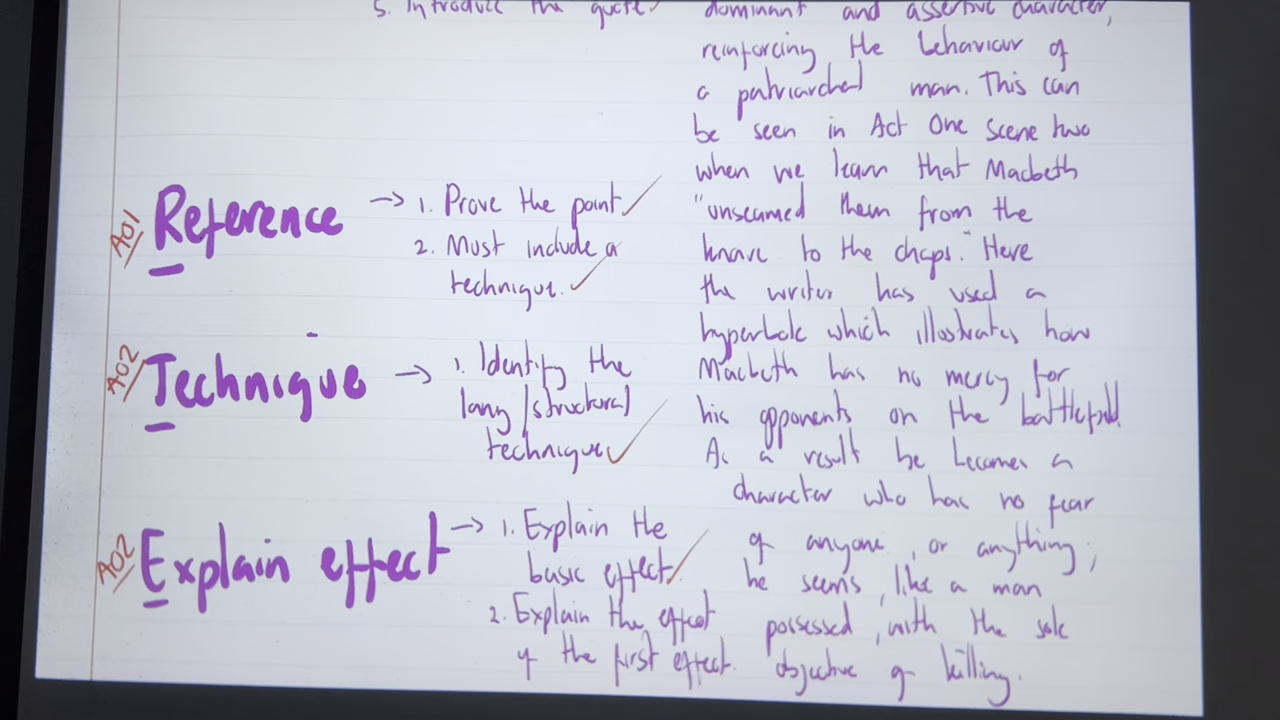 5. Introduce the quote ✓
AO1
Reference → 1. Prove the point ✓
2. Must include a
technique. ✓
AO2
Technique → 1. Identify the
lang/structural
technique ✓
AO2
Explain effect → 1. Explain the
basic effect ✓
2. Explain the effect
of the first effect.
dominant and assertive character,
reinforcing the behaviour of
a patriarchal man. This can
be seen in Act One scene two
when we learn that Macbeth
"unseamed them from the
knave to the chaps." Here
the writer has used a
hyperbole which illustrates how
Macbeth has no mercy for
his opponents on the battlefield.
As a result he becomes a
character who has no fear
of anyone, or anything;
he seems, like a man
possessed, with the sole
objective of killing.